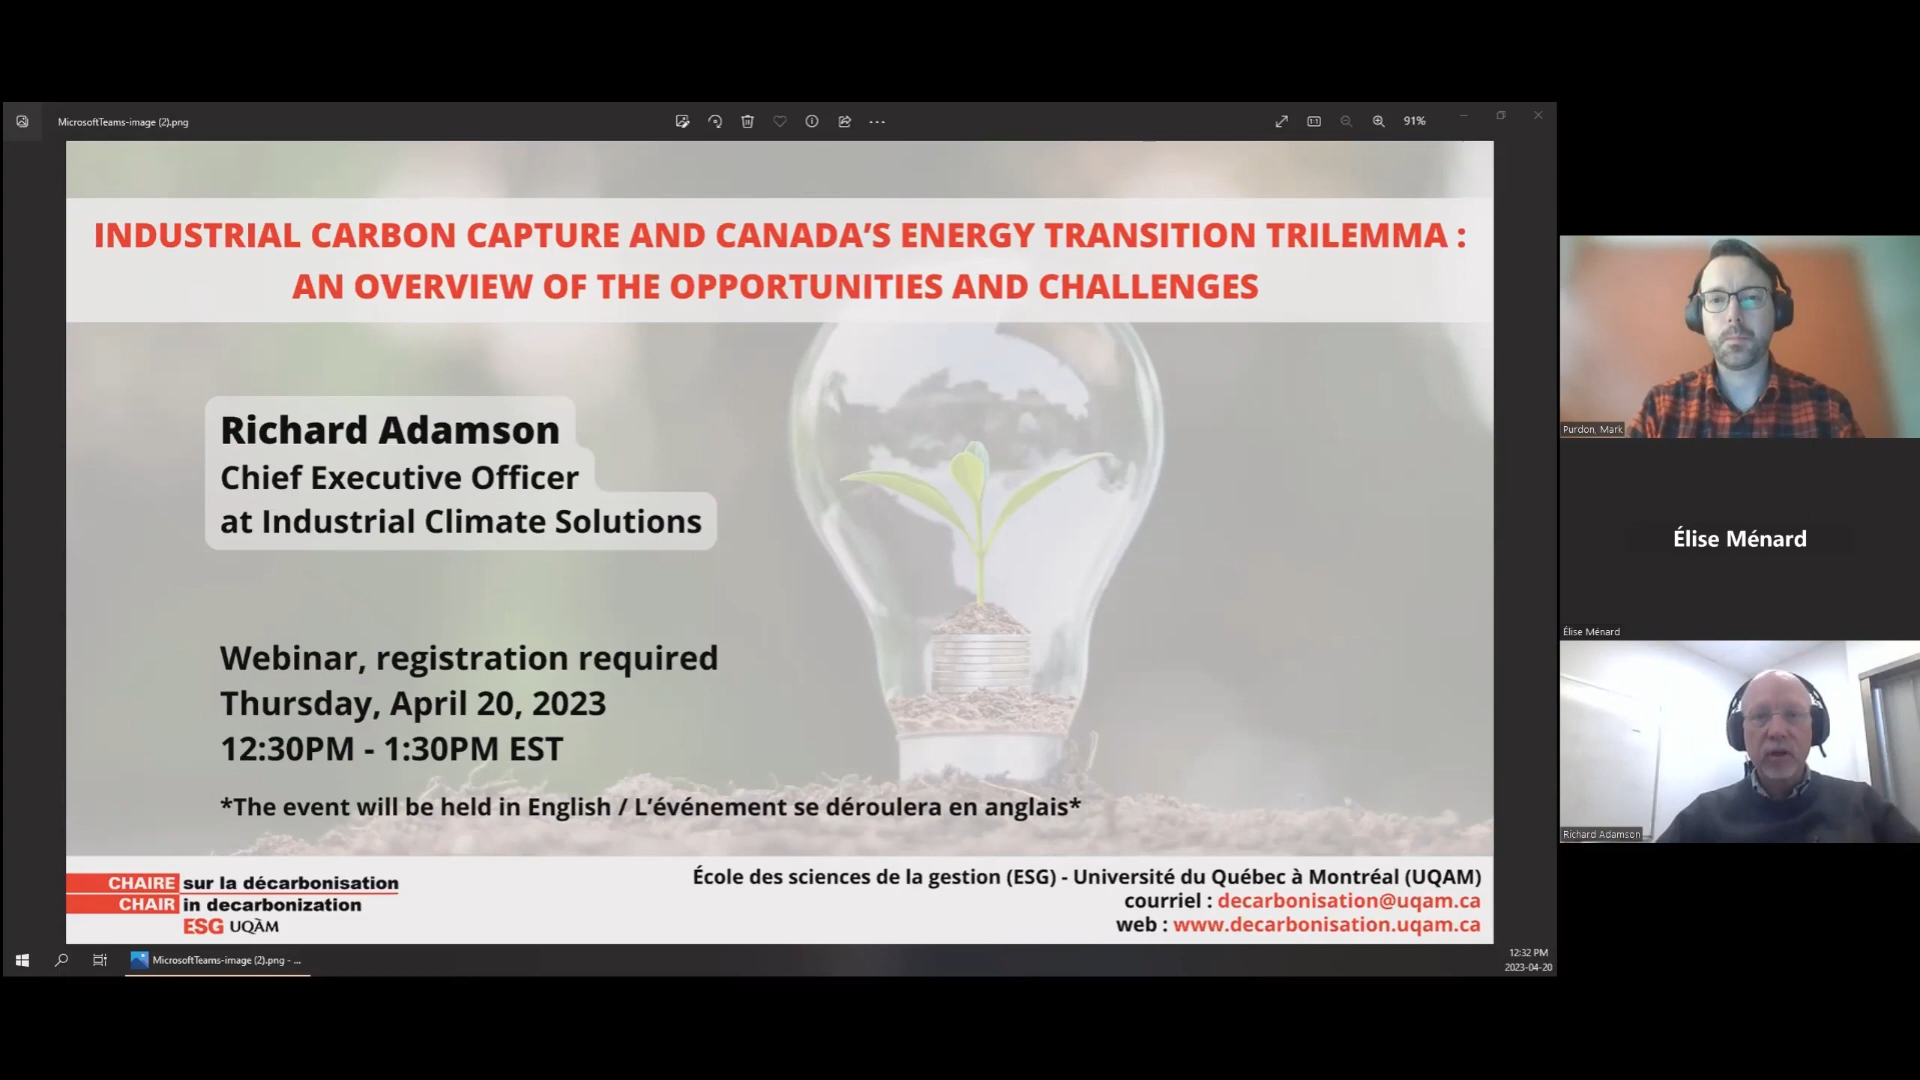 MicrosoftTeams-image (2).png
91%
INDUSTRIAL CARBON CAPTURE AND CANADA'S ENERGY TRANSITION TRILEMMA :
AN OVERVIEW OF THE OPPORTUNITIES AND CHALLENGES
Richard Adamson
Chief Executive Officer
at Industrial Climate Solutions
Webinar, registration required
Thursday, April 20, 2023
12:30PM - 1:30PM EST
*The event will be held in English / L'événement se déroulera en anglais*
CHAIRE sur la décarbonisation
CHAIR in decarbonization
ESG UQÀM
École des sciences de la gestion (ESG) - Université du Québec à Montréal (UQAM)
courriel : decarbonisation@uqam.ca
web : www.decarbonisation.uqam.ca
MicrosoftTeams-image (2).png - ...
12:32 PM
2023-04-20
Purdon, Mark
Élise Ménard
Élise Ménard
Richard Adamson